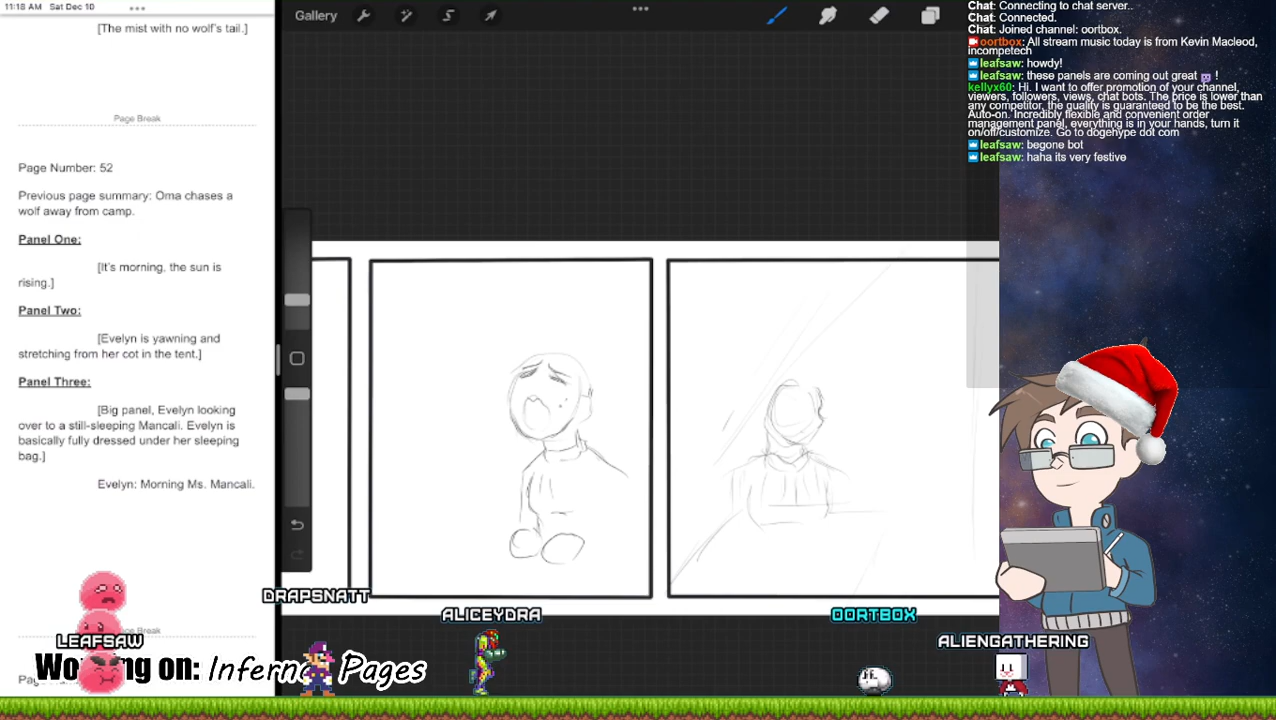 11:18 AM Sat Dec 10
[The mist with no wolf's tail.]
Page Break
Page Number: 52
Previous page summary: Oma chases a
wolf away from camp.
Panel One:
[It's morning, the sun is
rising.]
Panel Two:
[Evelyn is yawning and
stretching from her cot in the tent.]
Panel Three:
[Big panel, Evelyn looking
over to a still-sleeping Mancali. Evelyn is
basically fully dressed under her sleeping
bag.]
Evelyn: Morning Ms. Mancali.
Gallery
Chat: Connecting to chat server..
Chat: Connected.
Chat: Joined channel: oortbox.
oortbox: All stream music today is from Kevin Macleod,
incompetech
leafsaw: howdy!
leafsaw: these panels are coming out great !
kellyx60: Hi. I want to offer promotion of your channel,
viewers, followers, views, chat bots. The price is lower than
any competitor, the quality is guaranteed to be the best.
Auto-on. Incredibly flexible and convenient order
management panel, everything is in your hands, turn it
on/off/customize. Go to dogehype dot com
leafsaw: begone bot
leafsaw: haha its very festive
DRAPSNATT
ALICEYDRA
OORTBOX
LEAFSAW
ALIENGATHERING
Pages